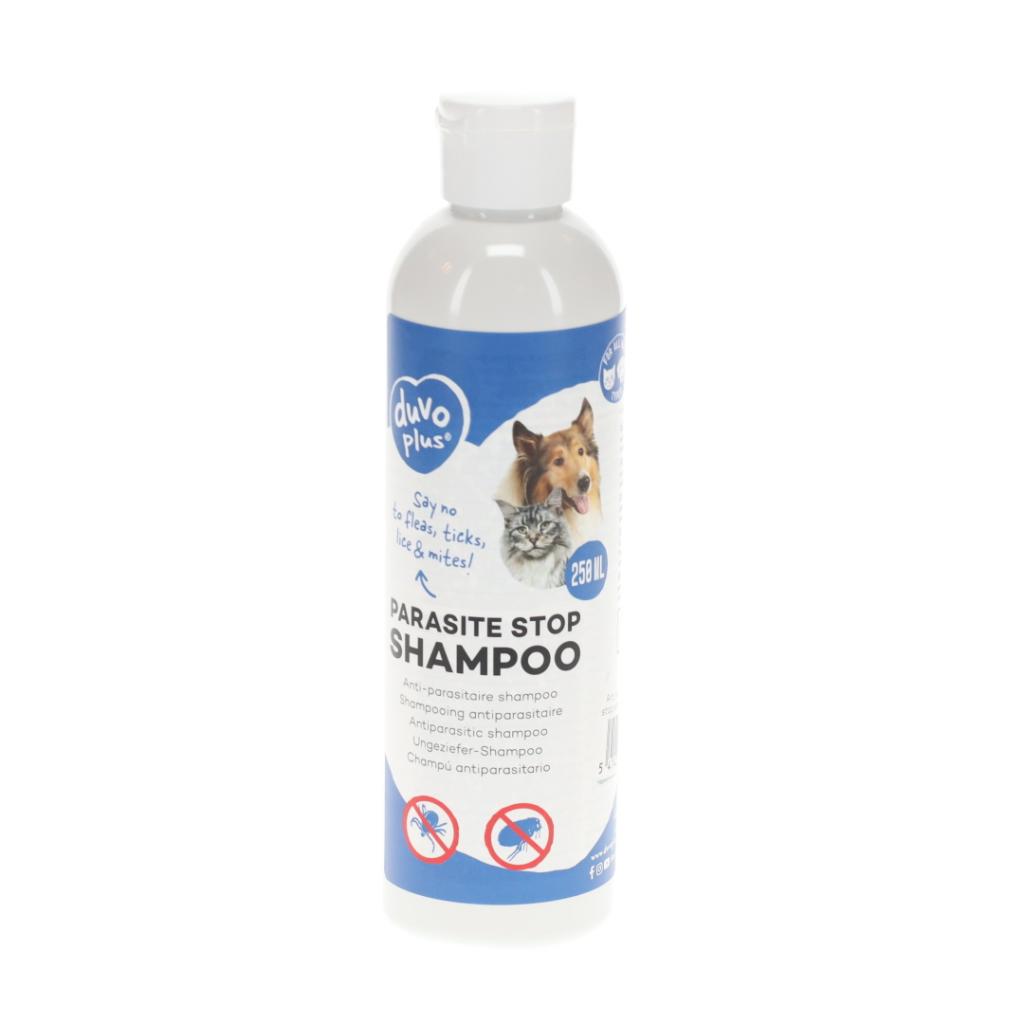 duvo
plus®
Say no
to fleas, ticks,
lice & mites!
250 ML
PARASITE STOP
SHAMPOO
Anti-parasitaire shampoo
Shampooing antiparasitaire
Antiparasitic shampoo
Ungeziefer-Shampoo
Champú antiparasitario
5